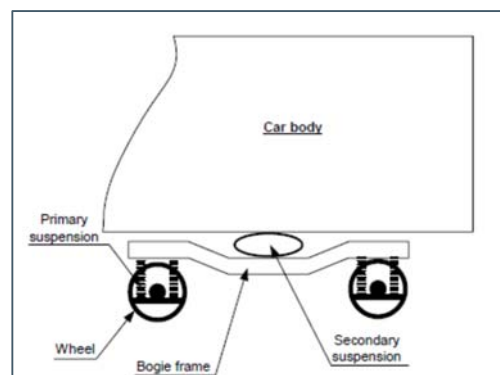 Car body
Primary
suspension
Wheel
Bogie frame
Secondary
suspension